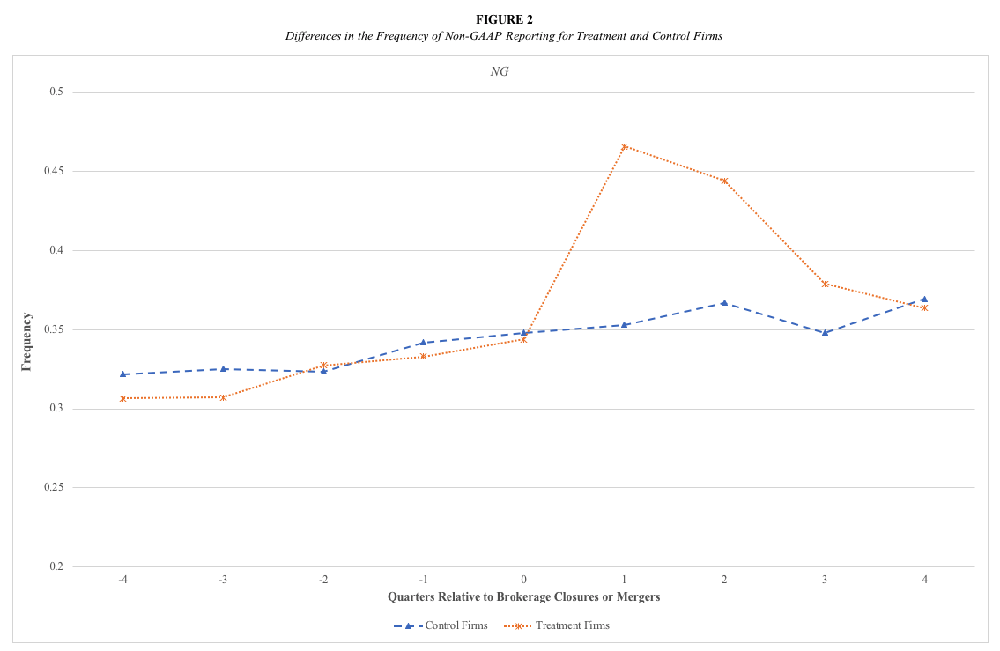 FIGURE 2
Differences in the Frequency of Non-GAAP Reporting for Treatment and Control Firms
NG
0.5
0.45
0.4
0.35
0.3
0.25
0.2
Frequency
-4 -3 -2 -1 0 1 2 3 4
Quarters Relative to Brokerage Closures or Mergers
Control Firms Treatment Firms